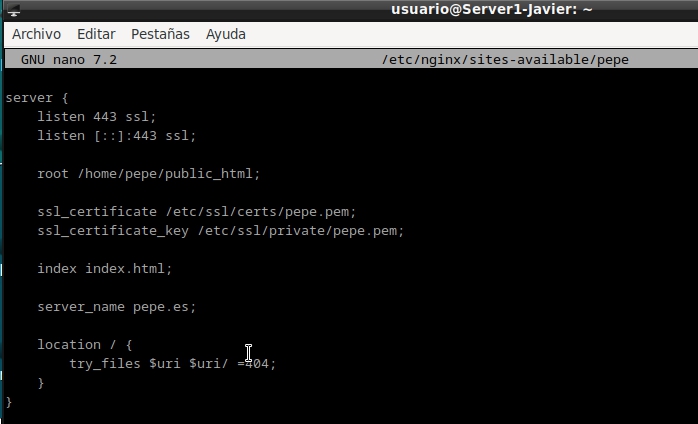 usuario@Server1-Javier: ~
Archivo Editar Pestañas Ayuda
GNU nano 7.2 /etc/nginx/sites-available/pepe
server {
    listen 443 ssl;
    listen [::]:443 ssl;
    root /home/pepe/public_html;
    ssl_certificate /etc/ssl/certs/pepe.pem;
    ssl_certificate_key /etc/ssl/private/pepe.pem;
    index index.html;
    server_name pepe.es;
    location / {
        try_files $uri $uri/ =404;
    }
}